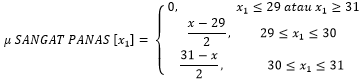 μ SANGAT PANAS [x₁] = { 0, x₁ ≤ 29 atau x₁ ≥ 31
(x − 29)/2, 29 ≤ x₁ ≤ 30
(31 − x)/2, 30 ≤ x₁ ≤ 31